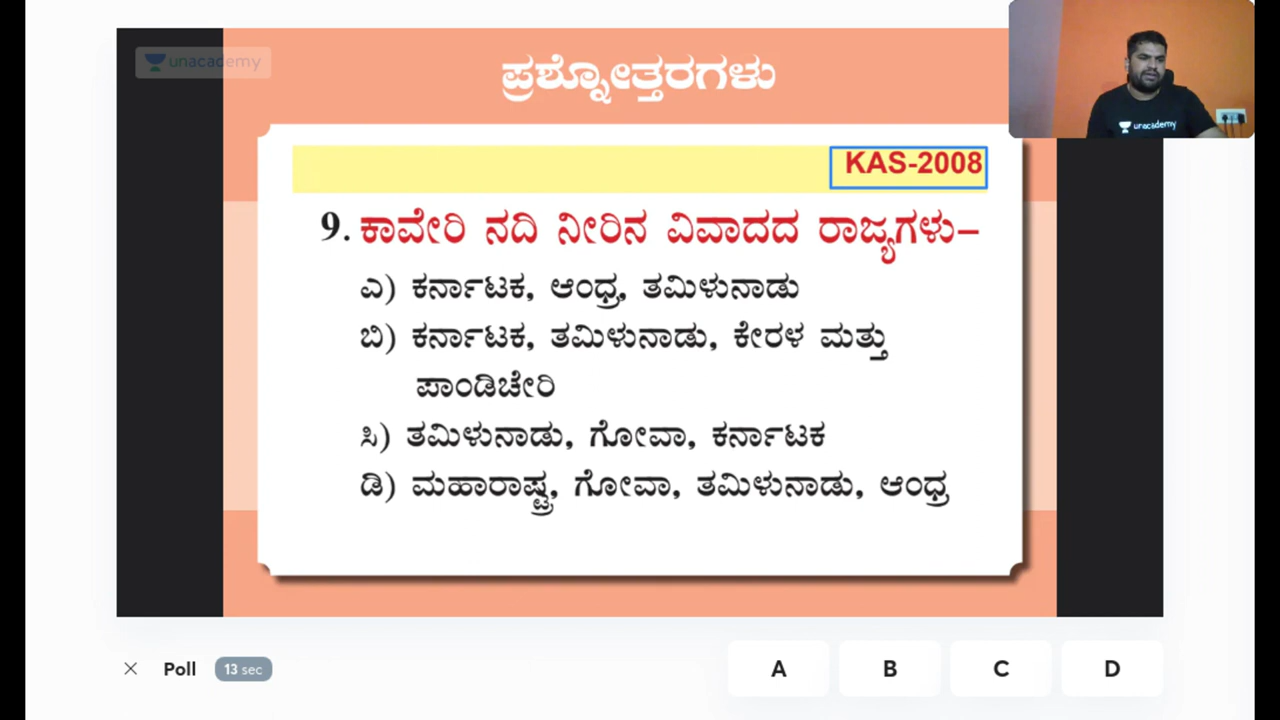 unacademy
ಪ್ರಶ್ನೋತ್ತರಗಳು
unacademy
KAS-2008
9. ಕಾವೇರಿ ನದಿ ನೀರಿನ ವಿವಾದದ ರಾಜ್ಯಗಳು–
ಎ) ಕರ್ನಾಟಕ, ಆಂಧ್ರ, ತಮಿಳುನಾಡು
ಬಿ) ಕರ್ನಾಟಕ, ತಮಿಳುನಾಡು, ಕೇರಳ ಮತ್ತು
ಪಾಂಡಿಚೇರಿ
ಸಿ) ತಮಿಳುನಾಡು, ಗೋವಾ, ಕರ್ನಾಟಕ
ಡಿ) ಮಹಾರಾಷ್ಟ್ರ, ಗೋವಾ, ತಮಿಳುನಾಡು, ಆಂಧ್ರ
Poll 13 sec A B C D